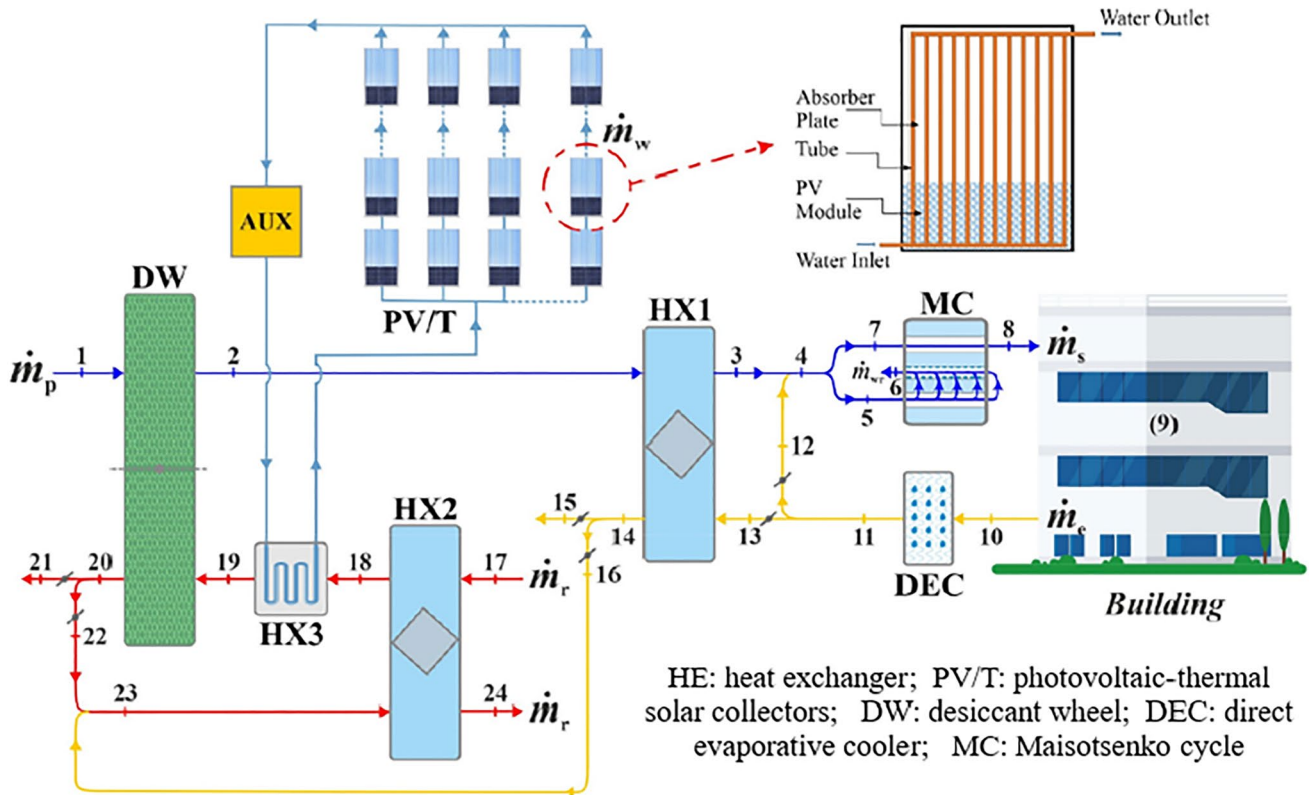 Water Outlet
Absorber
Plate
Tube
PV
Module
Water Inlet
ṁw
AUX
DW
PV/T
HX1
MC
ṁp
1
2
3
4
7
8
ṁs
ṁwr
6
5
(9)
12
HX2
15
14
13
11
10
ṁe
16
DEC
Building
21
20
19
18
17
ṁr
HX3
22
23
24
ṁr
HE: heat exchanger; PV/T: photovoltaic-thermal
solar collectors; DW: desiccant wheel; DEC: direct
evaporative cooler; MC: Maisotsenko cycle